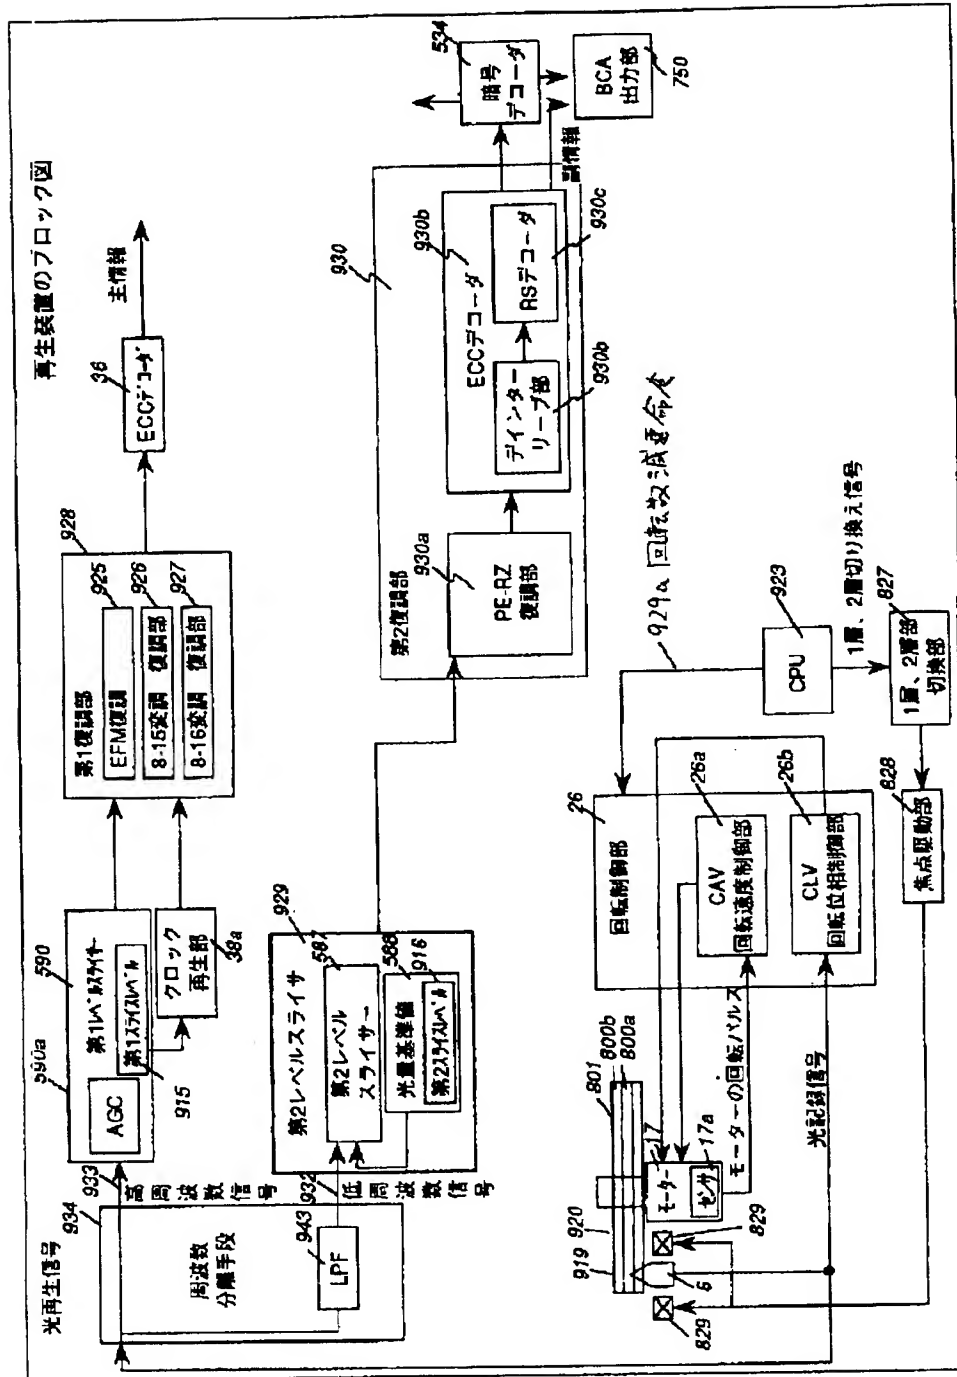 再生装置のブロック図
光再生信号
934
周波数
分離手段
943
LPF
933
高周波数信号
932
低周波数信号
590a
590
第1レベルスライサー
AGC
第1スライスレベル
915
クロック
再生部
38a
928
第1復調部
925
EFM復調
926
8-15変調 復調部
927
8-16変調 復調部
36
ECCデコーダ
主情報
929
第2レベルスライサ
587
第2レベル
スライサー
588
光量基準値
916
第2スライスレベル
930
第2復調部
930a
PE-RZ
復調部
930b
ECCデコーダ
デインター
リーブ部
930b
RSデコーダ
930c
534
暗号
デコーダ
副情報
BCA
出力部
750
929a 回転数減速命令
923
CPU
1層、2層切り換え信号
827
1層、2層部
切換部
828
焦点駆動部
26
回転制御部
26a
CAV
回転速度制御部
26b
CLV
回転位相制御部
モーターの回転パルス
光記録信号
919
920
801
800b
800a
17
モーター
17a
センサ
829
829
6